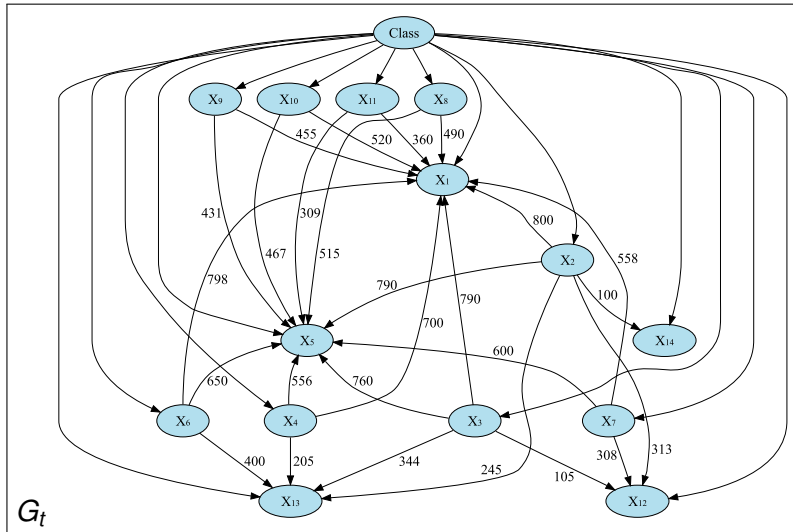 Class
X9 X10 X11 X8
455 520 360 490
X1
431 309 800
467 515 558
X2
798 790 790 100
700
X5 X14
600
650 556 760
X6 X4 X3 X7
400 205 344 308 313
245 105
X13 X12
Gt